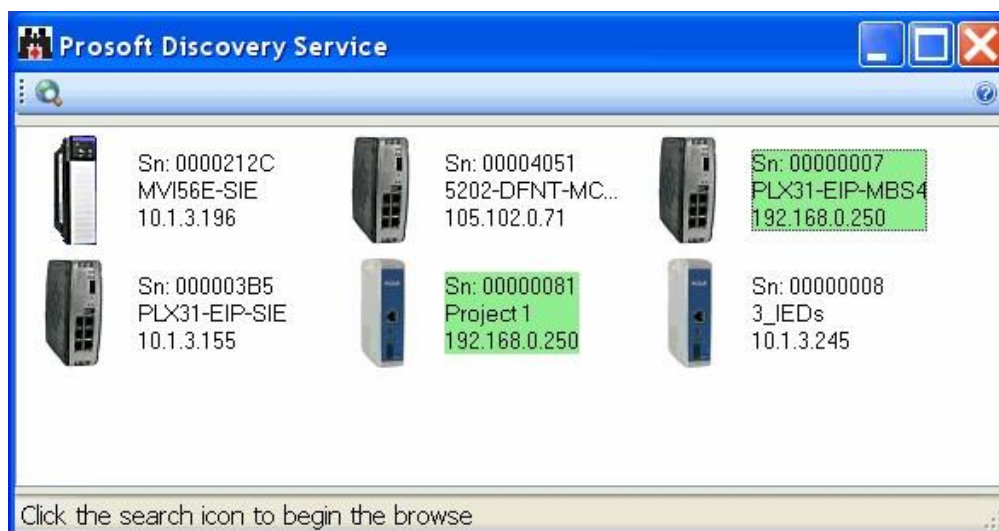 Prosoft Discovery Service
Sn: 0000212C
MVI56E-SIE
10.1.3.196
Sn: 00004051
5202-DFNT-MC...
105.102.0.71
Sn: 00000007
PLX31-EIP-MBS4
192.168.0.250
Sn: 000003B5
PLX31-EIP-SIE
10.1.3.155
Sn: 00000081
Project 1
192.168.0.250
Sn: 00000008
3_IEDs
10.1.3.245
Click the search icon to begin the browse